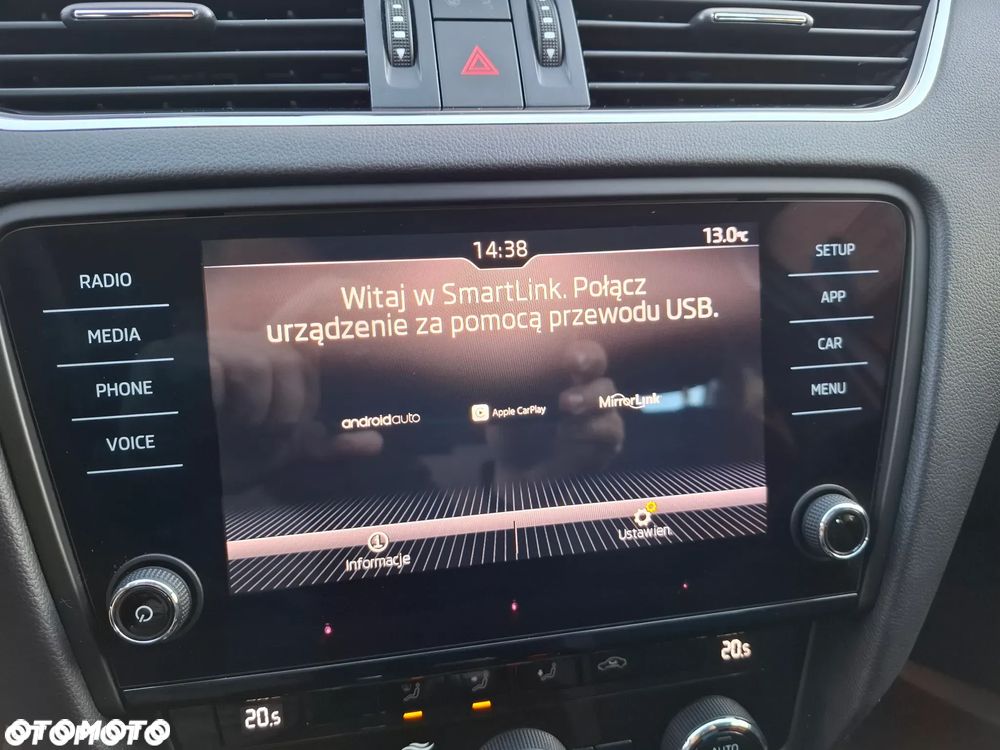 14:38
13.0°C
RADIO
MEDIA
PHONE
VOICE
SETUP
APP
CAR
MENU
Witaj w SmartLink. Połącz
urządzenie za pomocą przewodu USB.
androidauto
Apple CarPlay
MirrorLink
Informacje
Ustawien.
20.5
20.5
AUTO
OTOMOTO